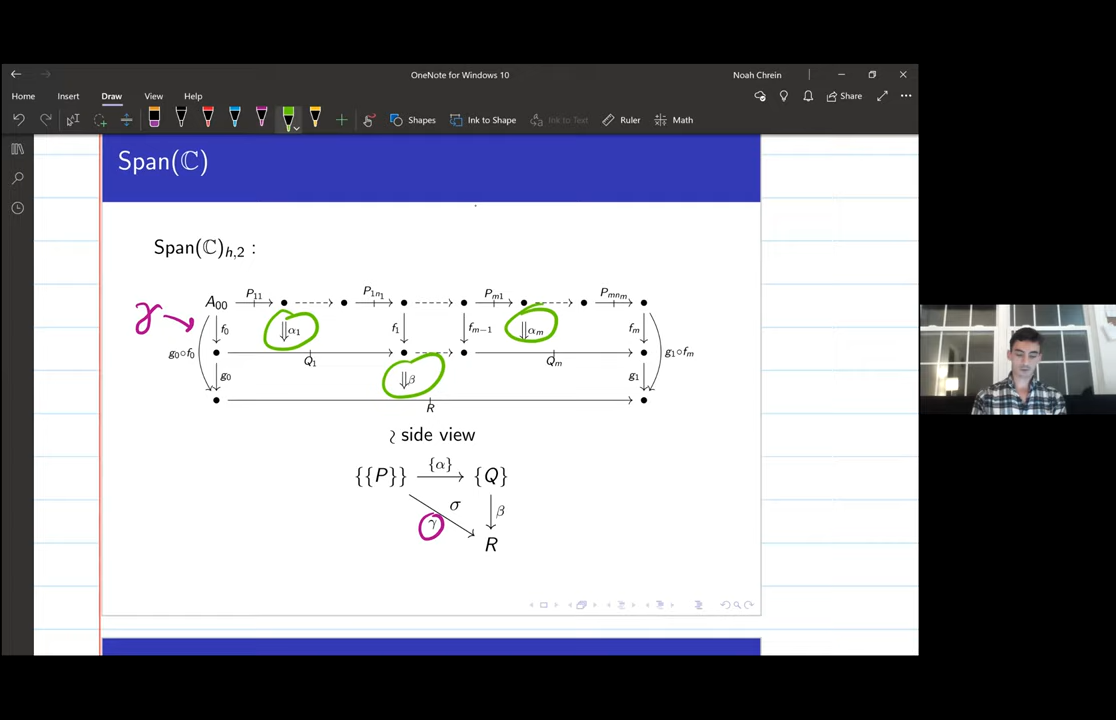 OneNote for Windows 10
Noah Chrein
Home Insert Draw View Help
Shapes Ink to Shape Ink to Text Ruler Math Share
Span(ℂ)
Span(ℂ)h,2 :
A00 P11 P1n1 Pm1 Pmnm
γ f0 α1 f1 fm−1 αm fm
g0∘f0 Q1 Qm g1∘fm
g0 β g1
R
side view
{{P}} {α} {Q}
σ β
γ
R